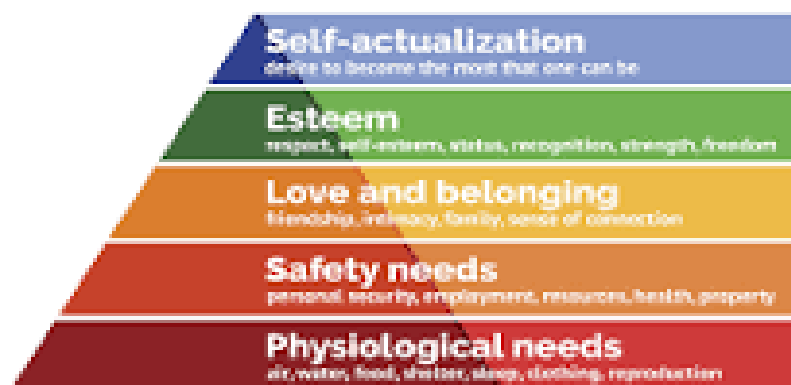 Self-actualization
desire to become the most that one can be
Esteem
respect, self-esteem, status, recognition, strength, freedom
Love and belonging
friendship, intimacy, family, sense of connection
Safety needs
personal security, employment, resources, health, property
Physiological needs
air, water, food, shelter, sleep, clothing, reproduction